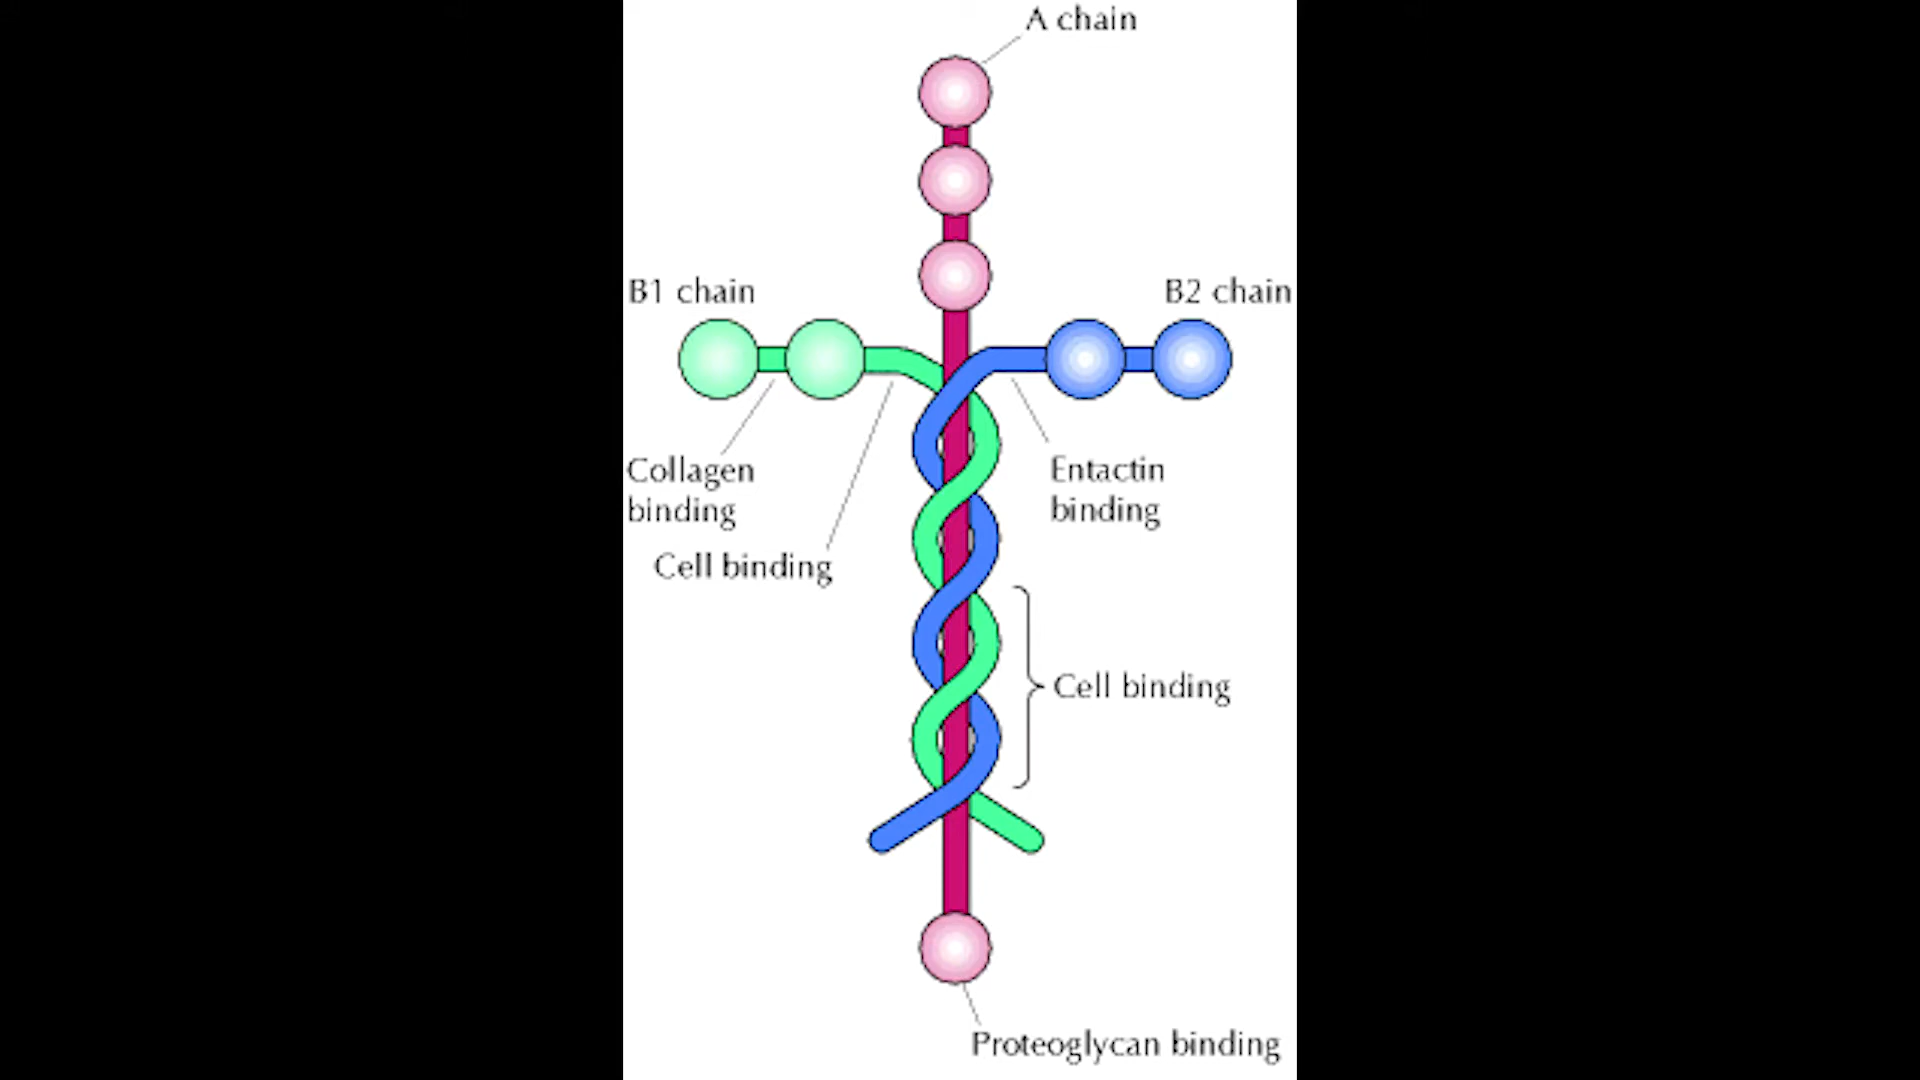 A chain
B1 chain
B2 chain
Collagen
binding
Entactin
binding
Cell binding
Cell binding
Proteoglycan binding